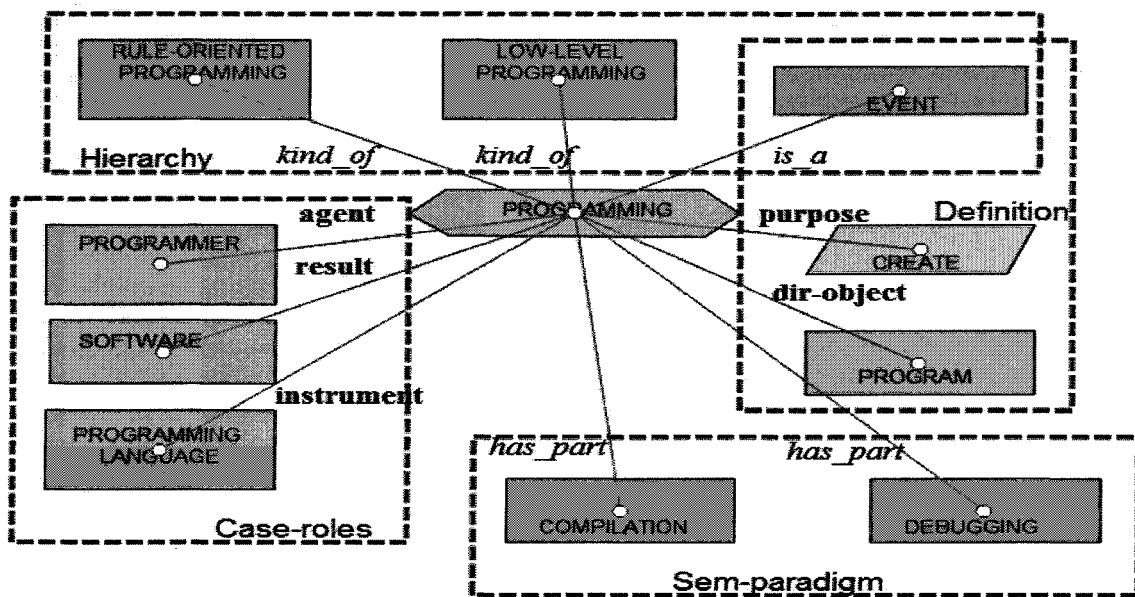 RULE-ORIENTED
PROGRAMMING
LOW-LEVEL
PROGRAMMING
EVENT
Hierarchy
kind_of
kind_of
is_a
agent
PROGRAMMING
purpose
Definition
PROGRAMMER
result
CREATE
dir-object
SOFTWARE
PROGRAM
instrument
PROGRAMMING
LANGUAGE
has_part
has_part
Case-roles
COMPILATION
DEBUGGING
Sem-paradigm